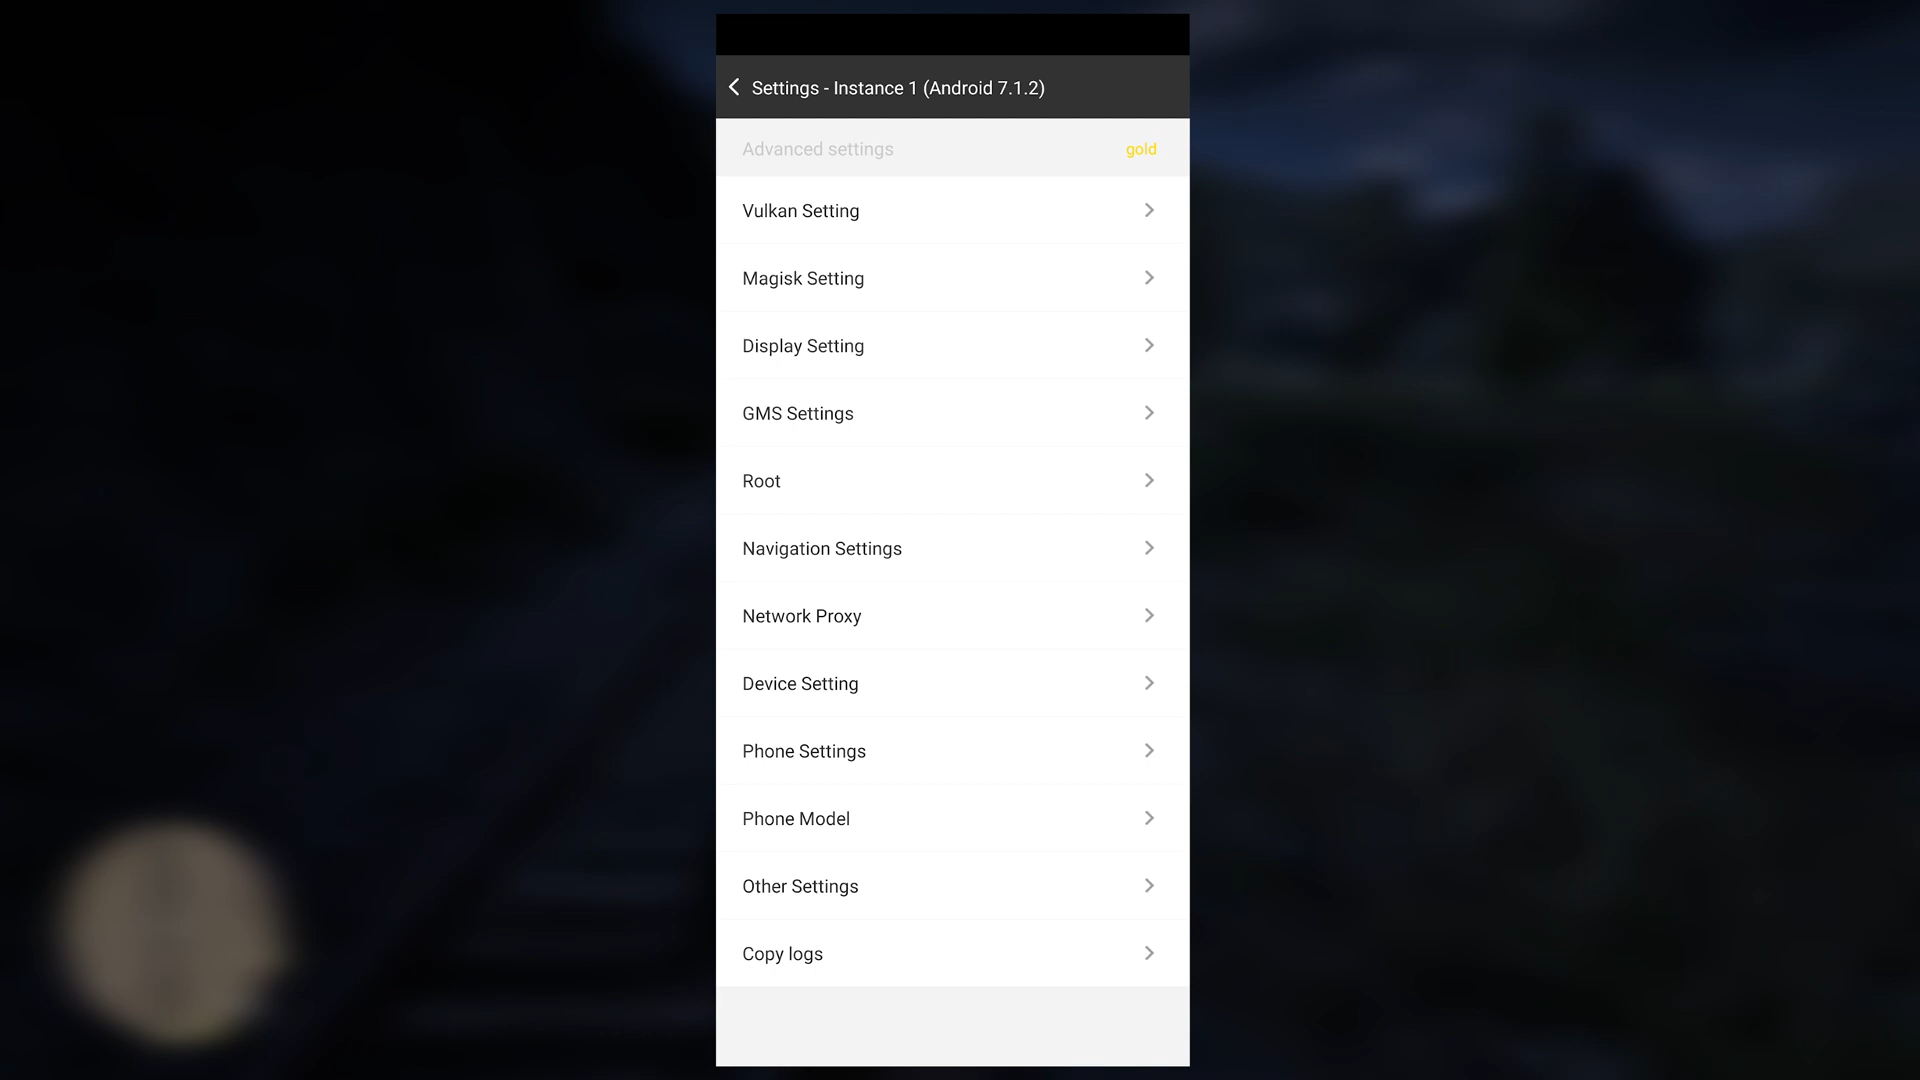 Settings - Instance 1 (Android 7.1.2)
Advanced settings gold
Vulkan Setting
Magisk Setting
Display Setting
GMS Settings
Root
Navigation Settings
Network Proxy
Device Setting
Phone Settings
Phone Model
Other Settings
Copy logs